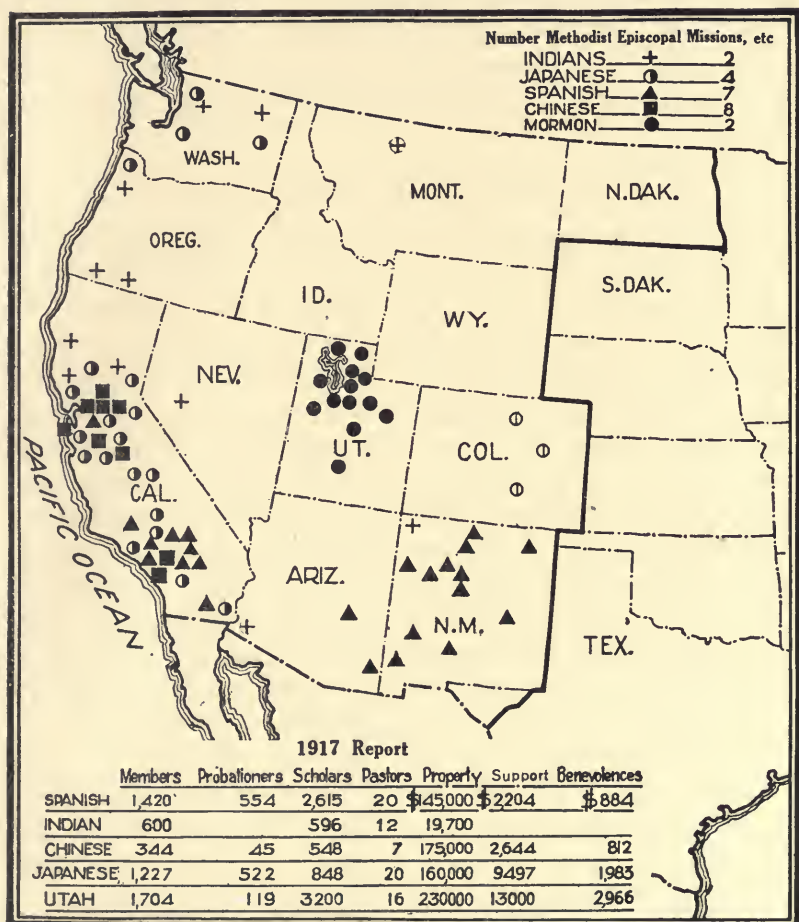 Number Methodist Episcopal Missions, etc
INDIANS + 2
JAPANESE ◑ 4
SPANISH ▲ 7
CHINESE ■ 8
MORMON ● 2
WASH.
MONT.
N.DAK.
OREG.
S.DAK.
ID.
WY.
NEV.
UT.
COL.
CAL.
PACIFIC OCEAN
ARIZ.
N.M.
TEX.
1917 Report
Members Probationers Scholars Pastors Property Support Benevolences
SPANISH 1,420 554 2,615 20 $145,000 $2204 $884
INDIAN 600 596 12 19,700
CHINESE 344 45 548 7 175,000 2,644 812
JAPANESE 1,227 522 848 20 160,000 9497 1,983
UTAH 1,704 119 3200 16 230000 13000 2,966